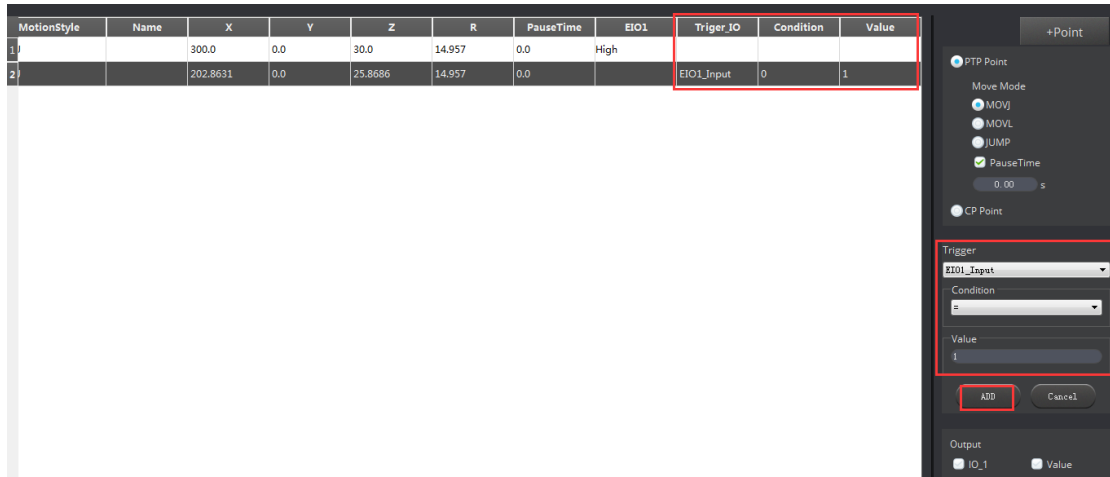 MotionStyle Name X Y Z R PauseTime EIO1 Triger_IO Condition Value
1 J 300.0 0.0 30.0 14.957 0.0 High
2 J 202.8631 0.0 25.8686 14.957 0.0 EIO1_Input 0 1
+Point
PTP Point
Move Mode
MOVJ
MOVL
JUMP
PauseTime
0.00 s
CP Point
Trigger
EIO1_Input
Condition
=
Value
1
ADD Cancel
Output
IO_1 Value